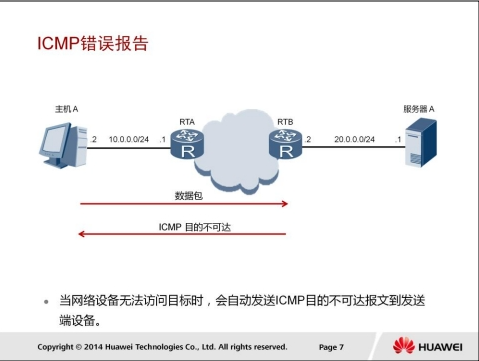 ICMP错误报告
主机 A
服务器 A
RTA
RTB
.2 10.0.0.0/24 .1
.2 20.0.0.0/24 .1
R
R
数据包
ICMP 目的不可达
当网络设备无法访问目标时，会自动发送ICMP目的不可达报文到发送
端设备。
Copyright © 2014 Huawei Technologies Co., Ltd. All rights reserved. Page 7 HUAWEI